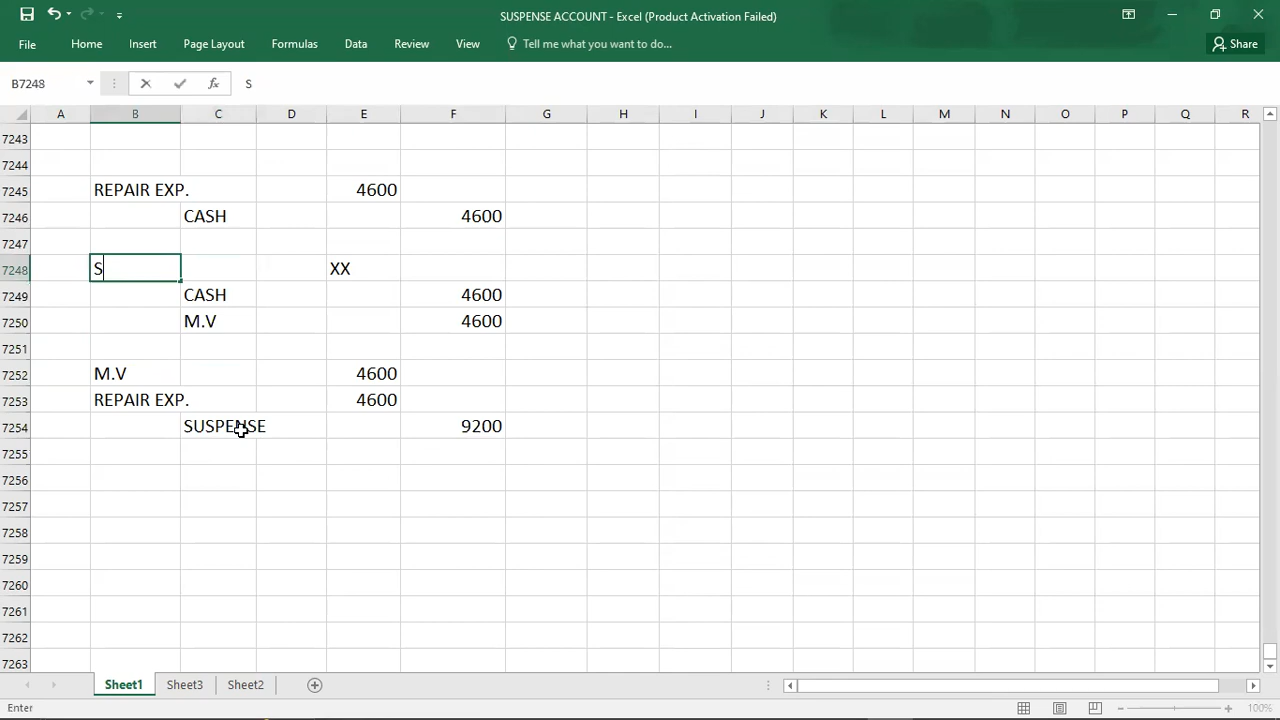 SUSPENSE ACCOUNT - Excel (Product Activation Failed)
File Home Insert Page Layout Formulas Data Review View Tell me what you want to do... Share
B7248 fx S
A B C D E F G H I J K L M N O P Q R
7243
7244
7245 REPAIR EXP. 4600
7246 CASH 4600
7247
7248 S XX
7249 CASH 4600
7250 M.V 4600
7251
7252 M.V 4600
7253 REPAIR EXP. 4600
7254 SUSPENSE 9200
7255
7256
7257
7258
7259
7260
7261
7262
7263
Sheet1 Sheet3 Sheet2
Enter 100%